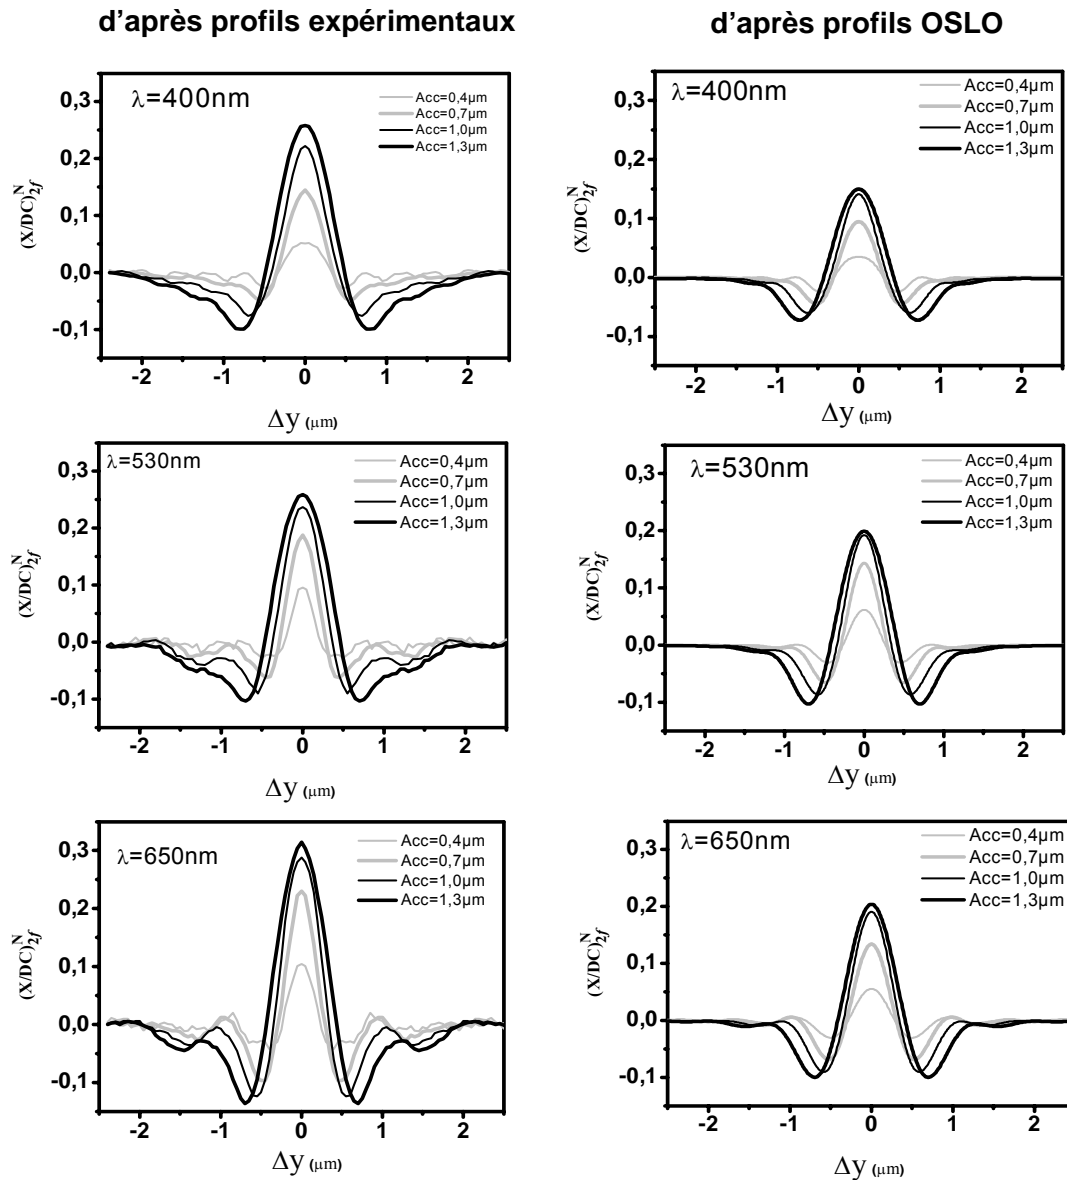 d'après profils expérimentaux
d'après profils OSLO
λ=400nm
Acc=0,4µm
Acc=0,7µm
Acc=1,0µm
Acc=1,3µm
0,3
0,2
0,1
0,0
-0,1
(X/DC)ᴺ2f
-2 -1 0 1 2
Δy (µm)
λ=400nm
Acc=0,4µm
Acc=0,7µm
Acc=1,0µm
Acc=1,3µm
0,3
0,2
0,1
0,0
-0,1
(X/DC)ᴺ2f
-2 -1 0 1 2
Δy (µm)
λ=530nm
Acc=0,4µm
Acc=0,7µm
Acc=1,0µm
Acc=1,3µm
0,3
0,2
0,1
0,0
-0,1
(X/DC)ᴺ2f
-2 -1 0 1 2
Δy (µm)
λ=530nm
Acc=0,4µm
Acc=0,7µm
Acc=1,0µm
Acc=1,3µm
0,3
0,2
0,1
0,0
-0,1
(X/DC)ᴺ2f
-2 -1 0 1 2
Δy (µm)
λ=650nm
Acc=0,4µm
Acc=0,7µm
Acc=1,0µm
Acc=1,3µm
0,3
0,2
0,1
0,0
-0,1
(X/DC)ᴺ2f
-2 -1 0 1 2
Δy (µm)
λ=650nm
Acc=0,4µm
Acc=0,7µm
Acc=1,0µm
Acc=1,3µm
0,3
0,2
0,1
0,0
-0,1
(X/DC)ᴺ2f
-2 -1 0 1 2
Δy (µm)